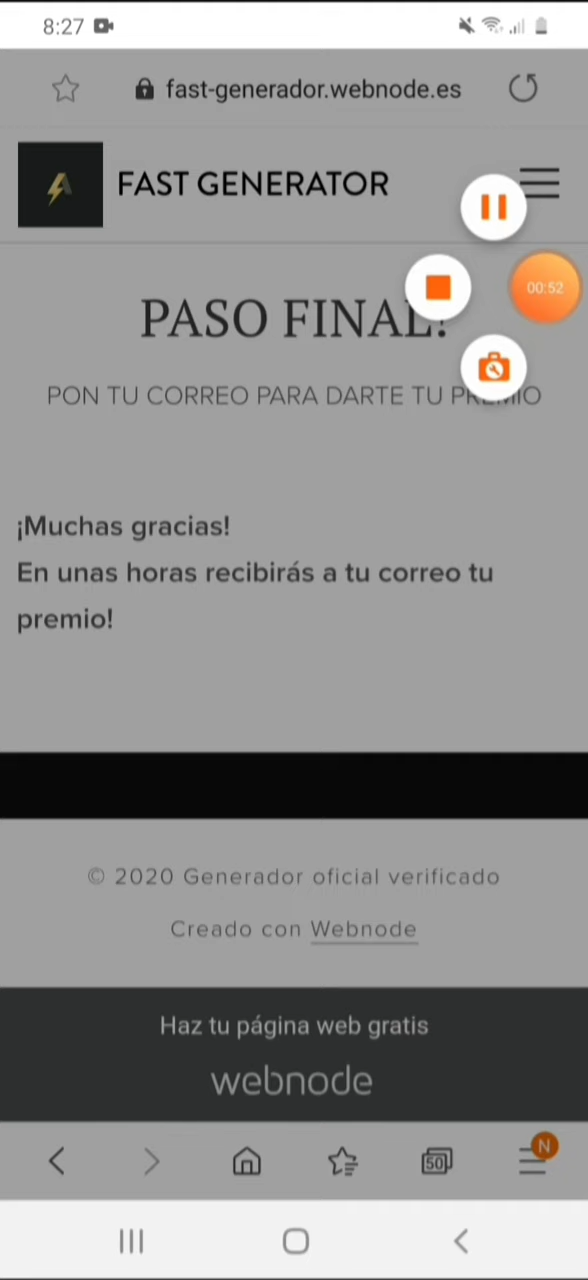 8:27
fast-generador.webnode.es
FAST GENERATOR
00:52
PASO FINAL!
PON TU CORREO PARA DARTE TU PREMIO
¡Muchas gracias!
En unas horas recibirás a tu correo tu
premio!
© 2020 Generador oficial verificado
Creado con Webnode
Haz tu página web gratis
webnode
50
N